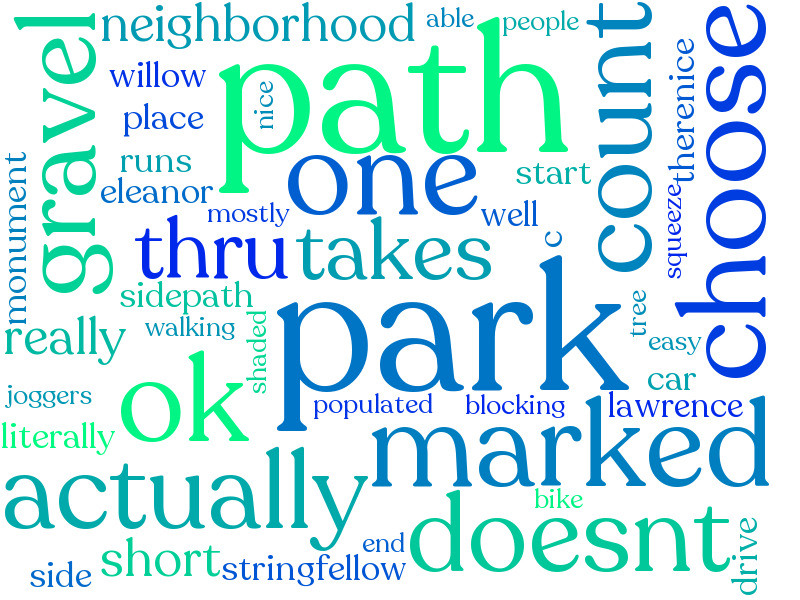 neighborhood
able
people
gravel
path
count
choose
willow
nice
therenice
place
runs
one
start
eleanor
monument
mostly
well
squeeze
thru
takes
c
sidepath
park
tree
really
walking
shaded
easy
ok
car
joggers
populated
blocking
lawrence
literally
marked
actually
doesnt
bike
short
end
drive
side
stringfellow